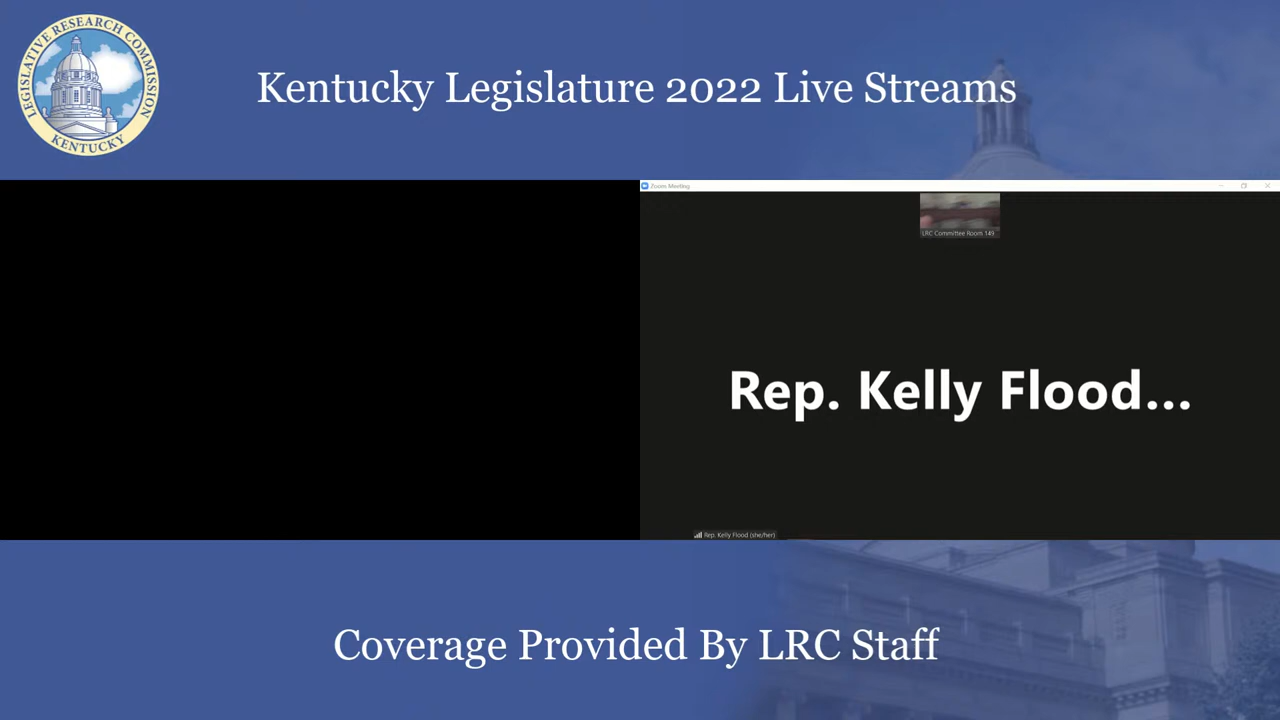 LEGISLATIVE RESEARCH COMMISSION
KENTUCKY
Kentucky Legislature 2022 Live Streams
Zoom Meeting
LRC Committee Room 149
Rep. Kelly Flood...
Rep. Kelly Flood (she/her)
Coverage Provided By LRC Staff